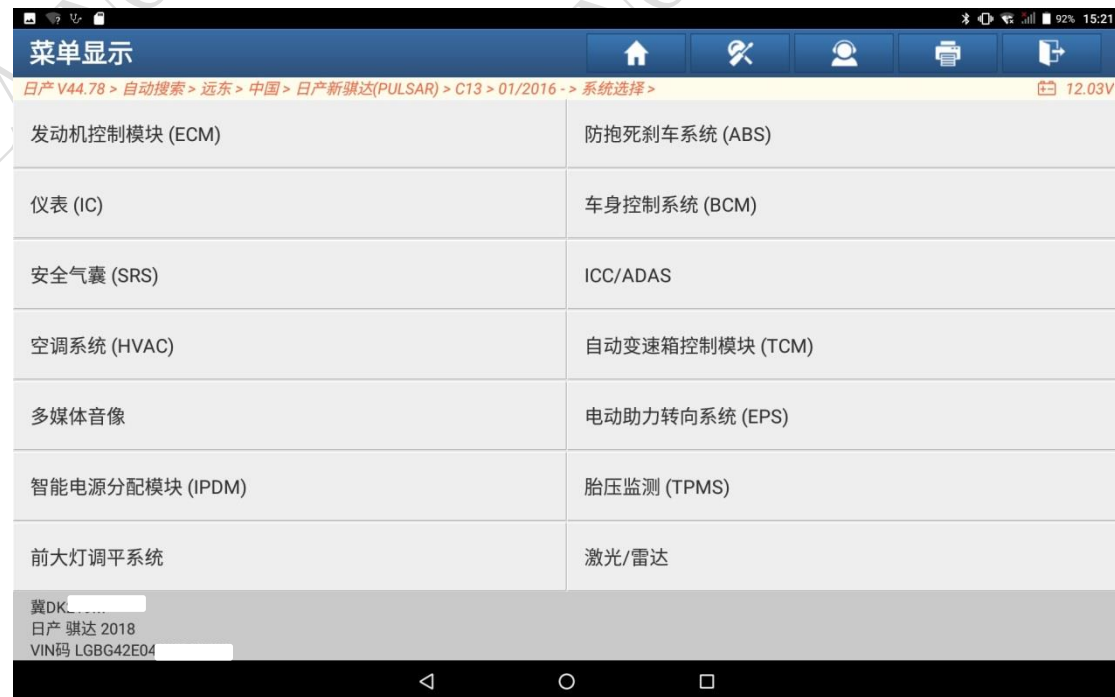 92% 15:21
菜单显示
日产 V44.78 > 自动搜索 > 远东 > 中国 > 日产新骐达(PULSAR) > C13 > 01/2016 - > 系统选择 >
12.03V
发动机控制模块 (ECM)
防抱死刹车系统 (ABS)
仪表 (IC)
车身控制系统 (BCM)
安全气囊 (SRS)
ICC/ADAS
空调系统 (HVAC)
自动变速箱控制模块 (TCM)
多媒体音像
电动助力转向系统 (EPS)
智能电源分配模块 (IPDM)
胎压监测 (TPMS)
前大灯调平系统
激光/雷达
冀DK
日产 骐达 2018
VIN码 LGBG42E04